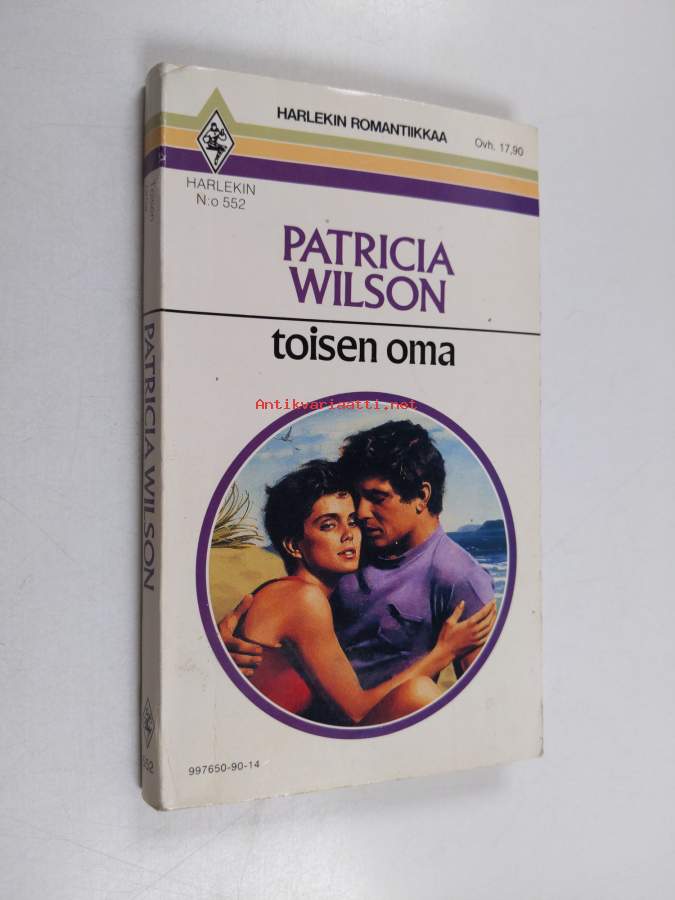 HARLEKIN ROMANTIIKKAA
Ovh. 17,90
HARLEKIN
N:o 552
PATRICIA
WILSON
toisen oma
Antikvariaatti.net
997650-90-14
PATRICIA WILSON
552